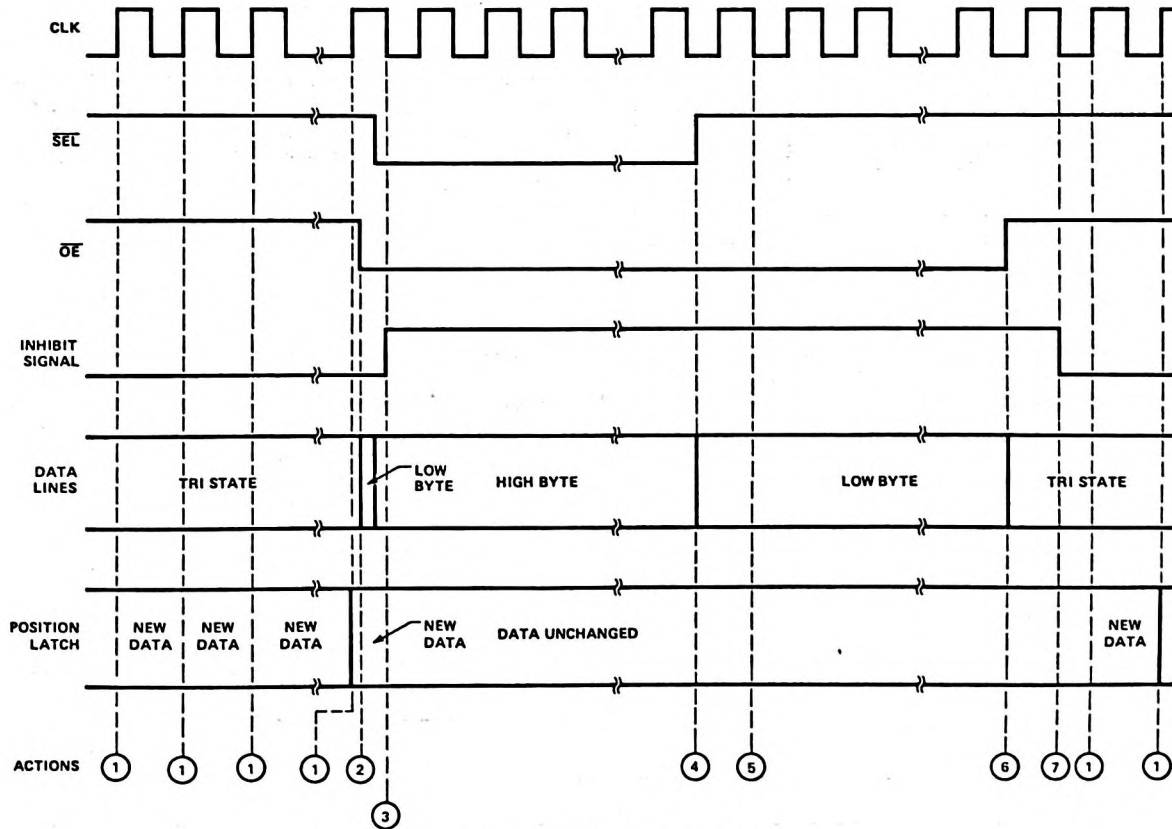 CLK
SEL
OE
INHIBIT
SIGNAL
DATA
LINES
TRI STATE
LOW
BYTE
HIGH BYTE
LOW BYTE
TRI STATE
POSITION
LATCH
NEW
DATA
NEW
DATA
NEW
DATA
NEW
DATA
DATA UNCHANGED
NEW
DATA
ACTIONS
1
1
1
1
2
3
4
5
6
7
1
1